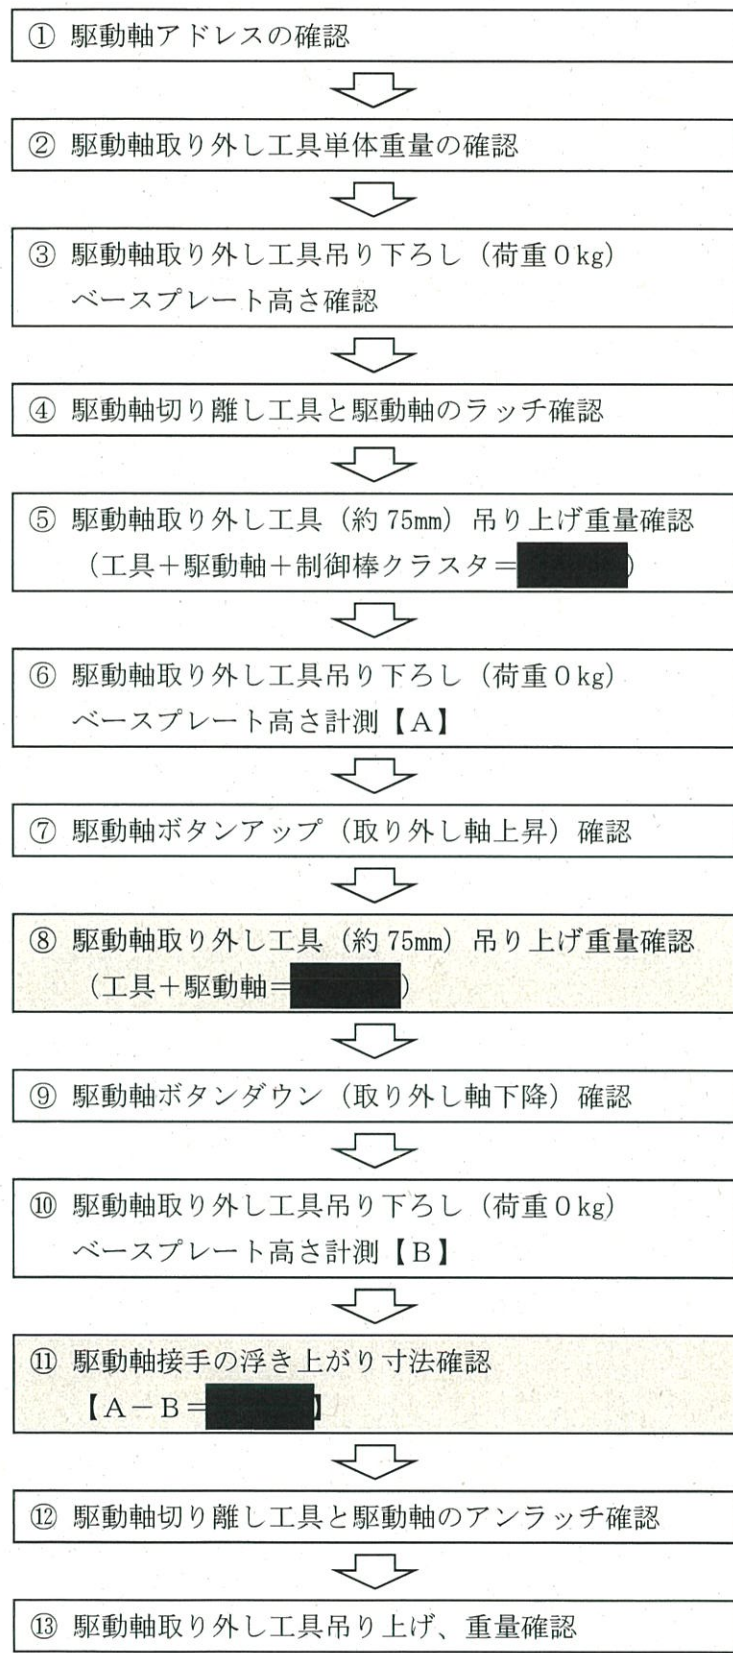 ① 駆動軸アドレスの確認
② 駆動軸取り外し工具単体重量の確認
③ 駆動軸取り外し工具吊り下ろし（荷重０kg）
ベースプレート高さ確認
④ 駆動軸切り離し工具と駆動軸のラッチ確認
⑤ 駆動軸取り外し工具（約 75mm）吊り上げ重量確認
（工具＋駆動軸＋制御棒クラスタ＝）
⑥ 駆動軸取り外し工具吊り下ろし（荷重０kg）
ベースプレート高さ計測【Ａ】
⑦ 駆動軸ボタンアップ（取り外し軸上昇）確認
⑧ 駆動軸取り外し工具（約 75mm）吊り上げ重量確認
（工具＋駆動軸＝）
⑨ 駆動軸ボタンダウン（取り外し軸下降）確認
⑩ 駆動軸取り外し工具吊り下ろし（荷重０kg）
ベースプレート高さ計測【Ｂ】
⑪ 駆動軸接手の浮き上がり寸法確認
【Ａ－Ｂ＝】
⑫ 駆動軸切り離し工具と駆動軸のアンラッチ確認
⑬ 駆動軸取り外し工具吊り上げ、重量確認